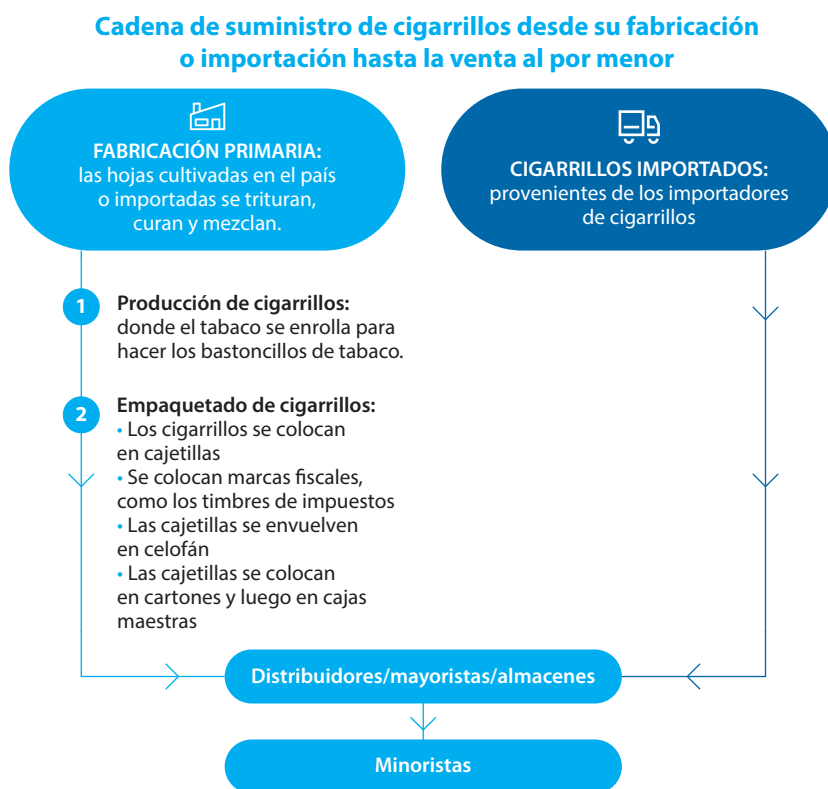 Cadena de suministro de cigarrillos desde su fabricación
o importación hasta la venta al por menor
FABRICACIÓN PRIMARIA:
las hojas cultivadas en el país
o importadas se trituran,
curan y mezclan.
CIGARRILLOS IMPORTADOS:
provenientes de los importadores
de cigarrillos
1
Producción de cigarrillos:
donde el tabaco se enrolla para
hacer los bastoncillos de tabaco.
2
Empaquetado de cigarrillos:
• Los cigarrillos se colocan
en cajetillas
• Se colocan marcas fiscales,
como los timbres de impuestos
• Las cajetillas se envuelven
en celofán
• Las cajetillas se colocan
en cartones y luego en cajas
maestras
Distribuidores/mayoristas/almacenes
Minoristas